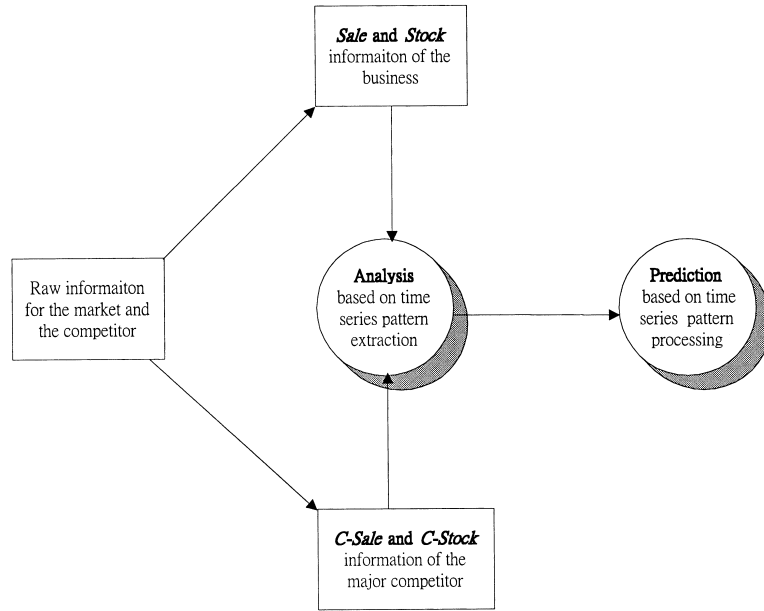 Sale and Stock
informaiton of the
business
Raw informaiton
for the market and
the competitor
Analysis
based on time
series pattern
extraction
Prediction
based on time
series pattern
processing
C-Sale and C-Stock
information of the
major competitor